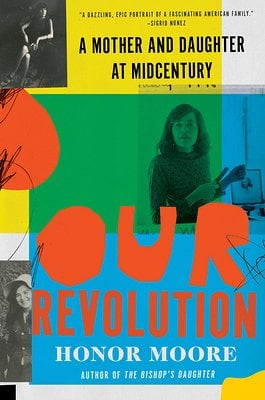 "A DAZZLING, EPIC PORTRAIT OF A FASCINATING AMERICAN FAMILY."
—SIGRID NUNEZ
A MOTHER AND DAUGHTER
AT MIDCENTURY
OUR
REVOLUTION
HONOR MOORE
AUTHOR OF THE BISHOP'S DAUGHTER